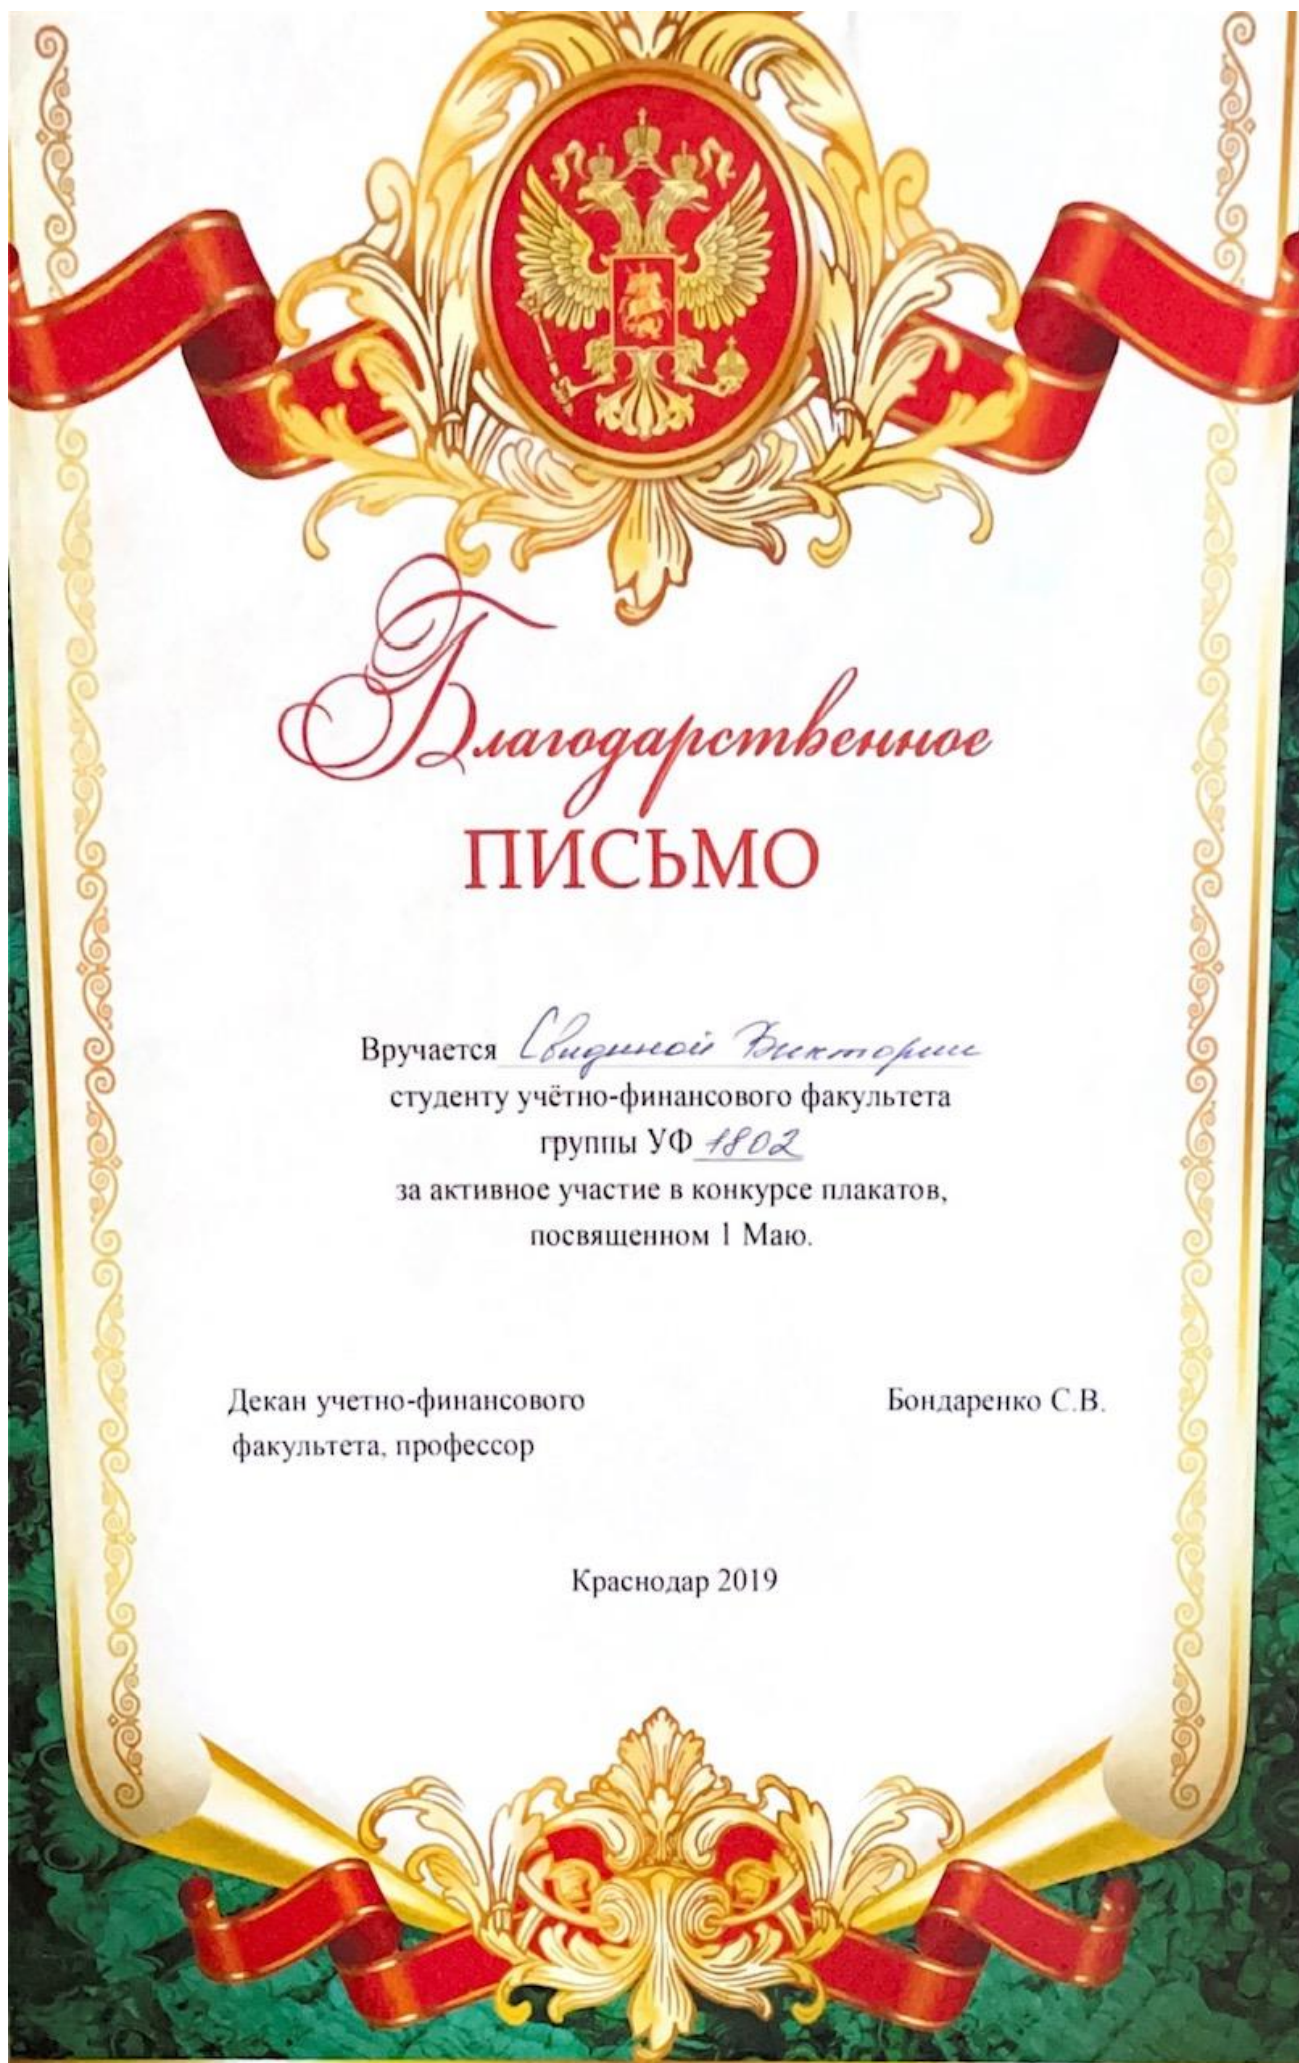 Благодарственное
ПИСЬМО
Вручается Свидиной Виктории
студенту учётно-финансового факультета
группы УФ 1802
за активное участие в конкурсе плакатов,
посвященном 1 Маю.
Декан учетно-финансового Бондаренко С.В.
факультета, профессор
Краснодар 2019